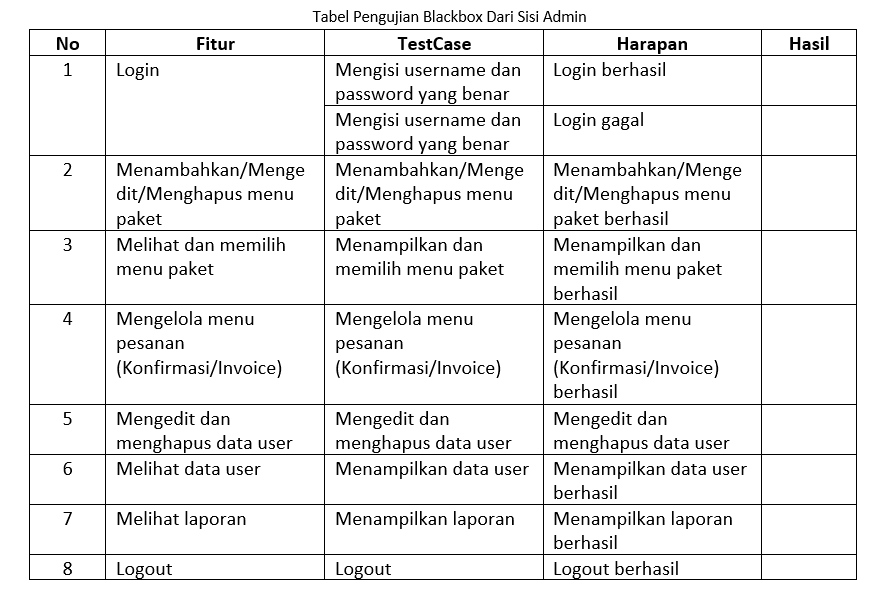 Tabel Pengujian Blackbox Dari Sisi Admin
No Fitur TestCase Harapan Hasil
1 Login Mengisi username dan Login berhasil
password yang benar
Mengisi username dan Login gagal
password yang benar
2 Menambahkan/Menge Menambahkan/Menge Menambahkan/Menge
dit/Menghapus menu dit/Menghapus menu dit/Menghapus menu
paket paket paket berhasil
3 Melihat dan memilih Menampilkan dan Menampilkan dan
menu paket memilih menu paket memilih menu paket
berhasil
4 Mengelola menu Mengelola menu Mengelola menu
pesanan pesanan pesanan
(Konfirmasi/Invoice) (Konfirmasi/Invoice) (Konfirmasi/Invoice)
berhasil
5 Mengedit dan Mengedit dan Mengedit dan
menghapus data user menghapus data user menghapus data user
6 Melihat data user Menampilkan data user Menampilkan data user
berhasil
7 Melihat laporan Menampilkan laporan Menampilkan laporan
berhasil
8 Logout Logout Logout berhasil